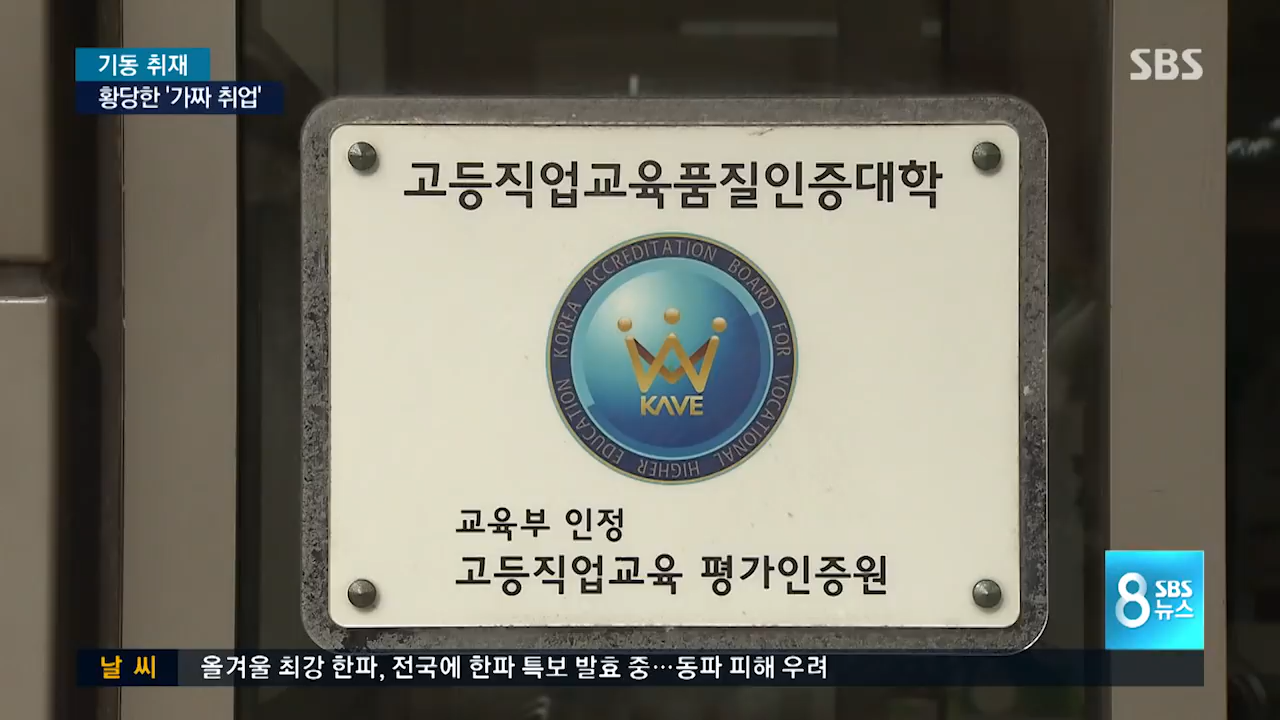 기동 취재
황당한 '가짜 취업'
SBS
고등직업교육품질인증대학
KOREA ACCREDITATION BOARD FOR VOCATIONAL HIGHER EDUCATION
KAVE
교육부 인정
고등직업교육 평가인증원
8 SBS 뉴스
날 씨 올겨울 최강 한파, 전국에 한파 특보 발효 중…동파 피해 우려